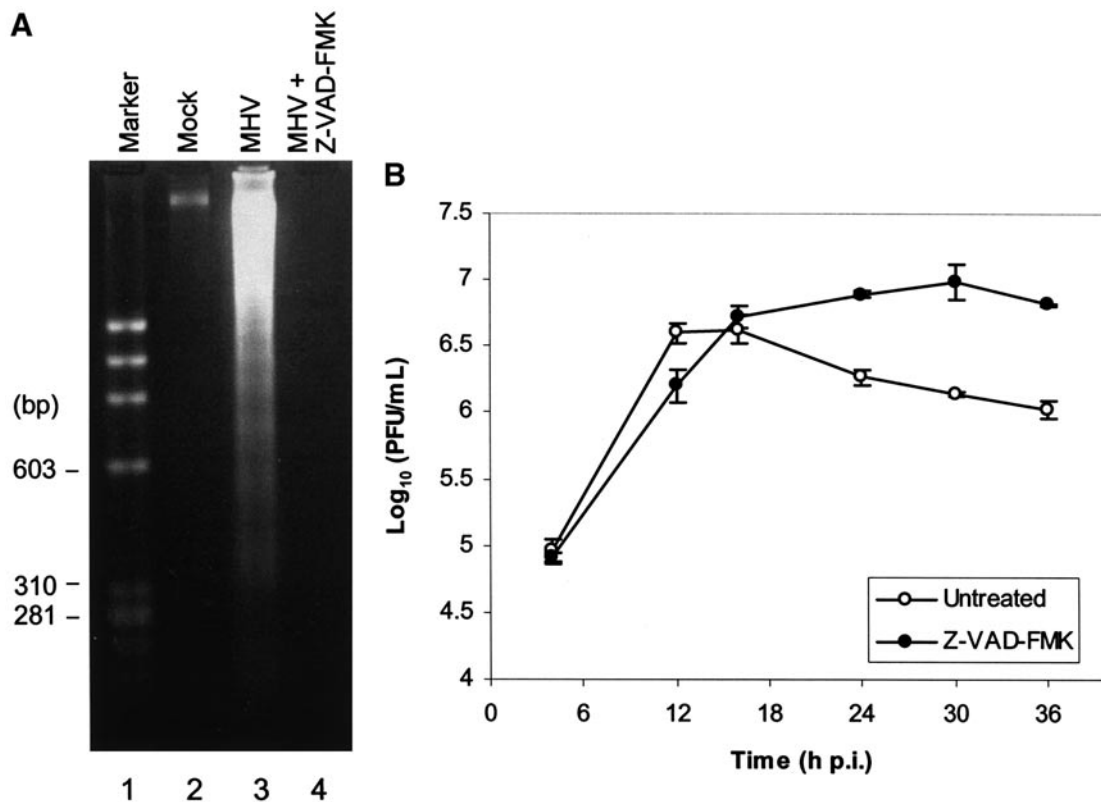 A
Marker
Mock
MHV
MHV +
Z-VAD-FMK
(bp)
603 –
310 –
281 –
1 2 3 4
B
7.5
7
6.5
6
5.5
5
4.5
4
Log10 (PFU/mL)
0 6 12 18 24 30 36
Time (h p.i.)
Untreated
Z-VAD-FMK